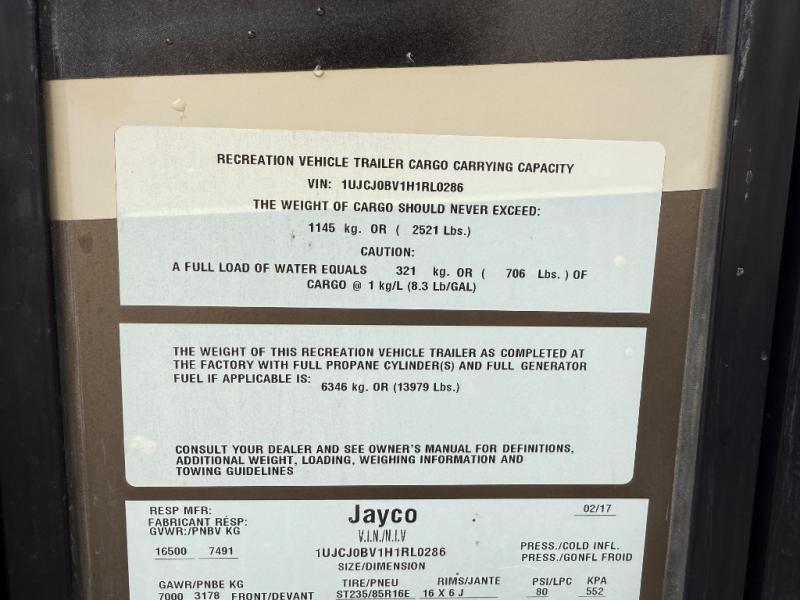 RECREATION VEHICLE TRAILER CARGO CARRYING CAPACITY
VIN: 1UJCJ0BV1H1RL0286
THE WEIGHT OF CARGO SHOULD NEVER EXCEED:
1145 kg. OR ( 2521 Lbs.)
CAUTION:
A FULL LOAD OF WATER EQUALS 321 kg. OR ( 706 Lbs. ) OF
CARGO @ 1 kg/L (8.3 Lb/GAL)
THE WEIGHT OF THIS RECREATION VEHICLE TRAILER AS COMPLETED AT
THE FACTORY WITH FULL PROPANE CYLINDER(S) AND FULL GENERATOR
FUEL IF APPLICABLE IS: 6346 kg. OR (13979 Lbs.)
CONSULT YOUR DEALER AND SEE OWNER'S MANUAL FOR DEFINITIONS,
ADDITIONAL WEIGHT, LOADING, WEIGHING INFORMATION AND
TOWING GUIDELINES
RESP MFR: Jayco 02/17
FABRICANT RESP:
GVWR:/PNBV KG V.I.N./N.I.V
16500 7491 1UJCJ0BV1H1RL0286 PRESS./COLD INFL.
SIZE/DIMENSION PRESS./GONFL FROID
GAWR/PNBE KG TIRE/PNEU RIMS/JANTE PSI/LPC KPA
7000 3178 FRONT/DEVANT ST235/85R16E 16 X 6 J 80 552